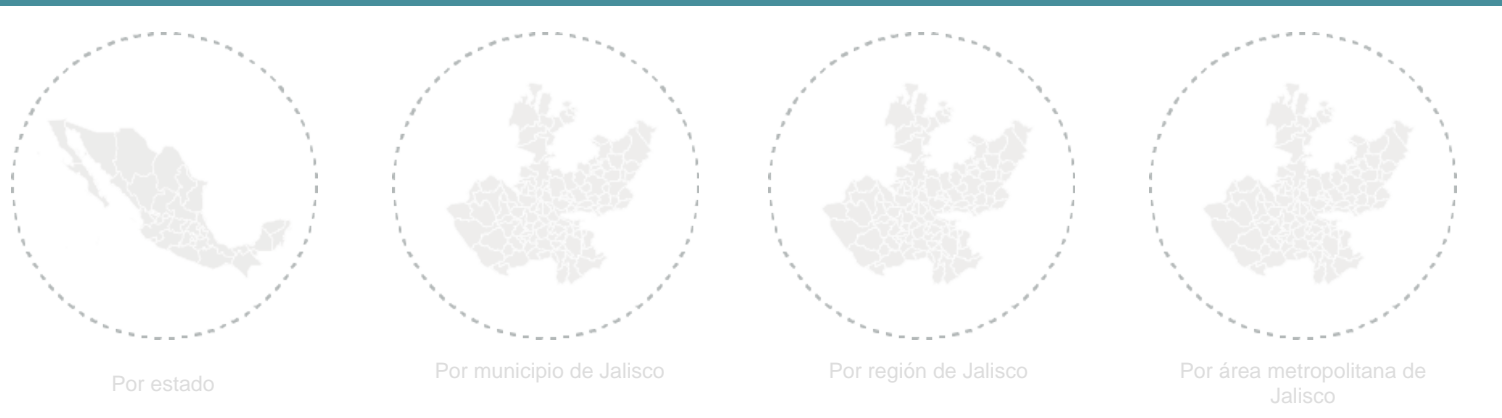 Por estado
Por municipio de Jalisco
Por región de Jalisco
Por área metropolitana de
Jalisco